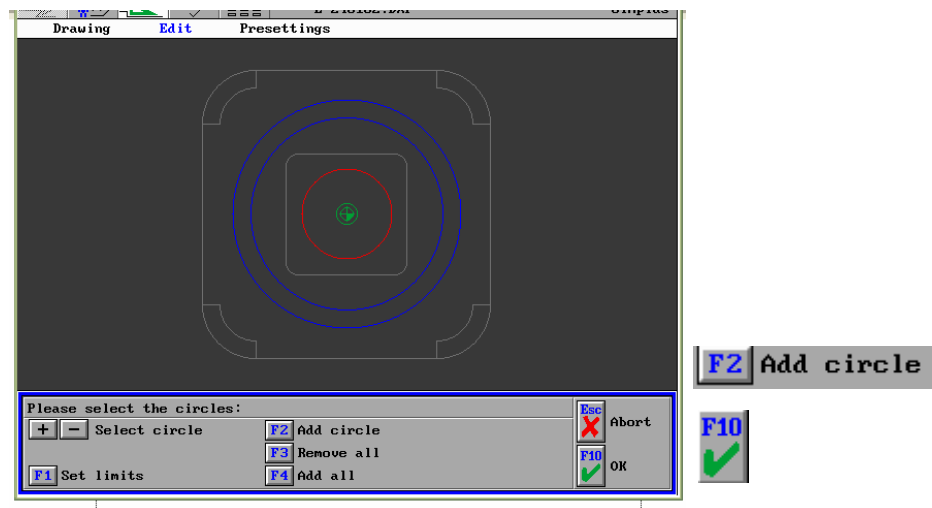 Drawing Edit Presettings
Please select the circles:
+ - Select circle F2 Add circle
F3 Remove all
F1 Set limits F4 Add all
Esc Abort
F10 OK
F2 Add circle
F10